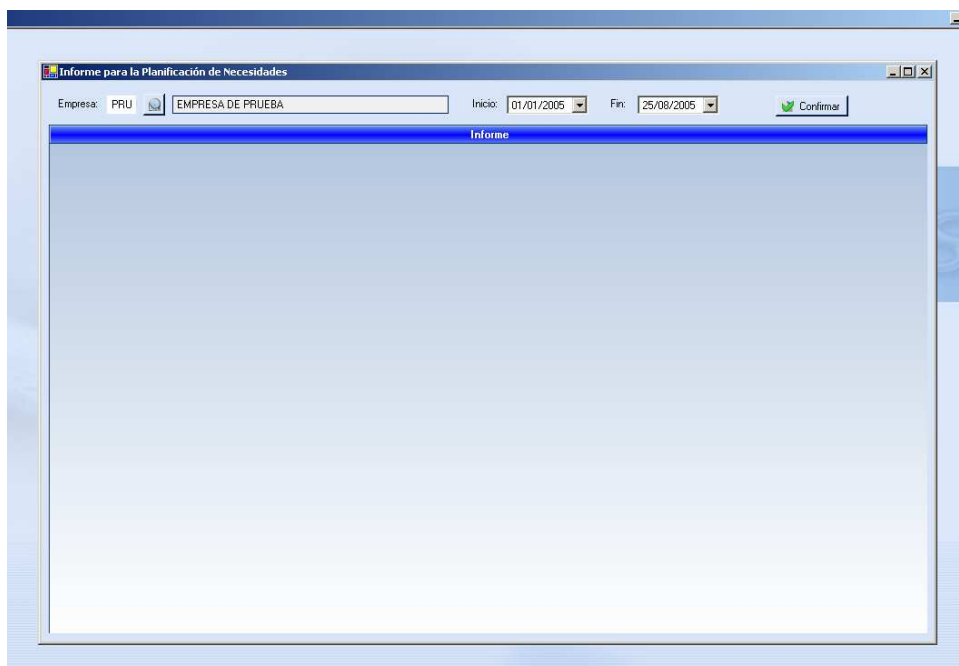 Informe para la Planificación de Necesidades
Empresa: PRU EMPRESA DE PRUEBA Inicio: 01/01/2005 Fin: 25/08/2005 Confirmar
Informe